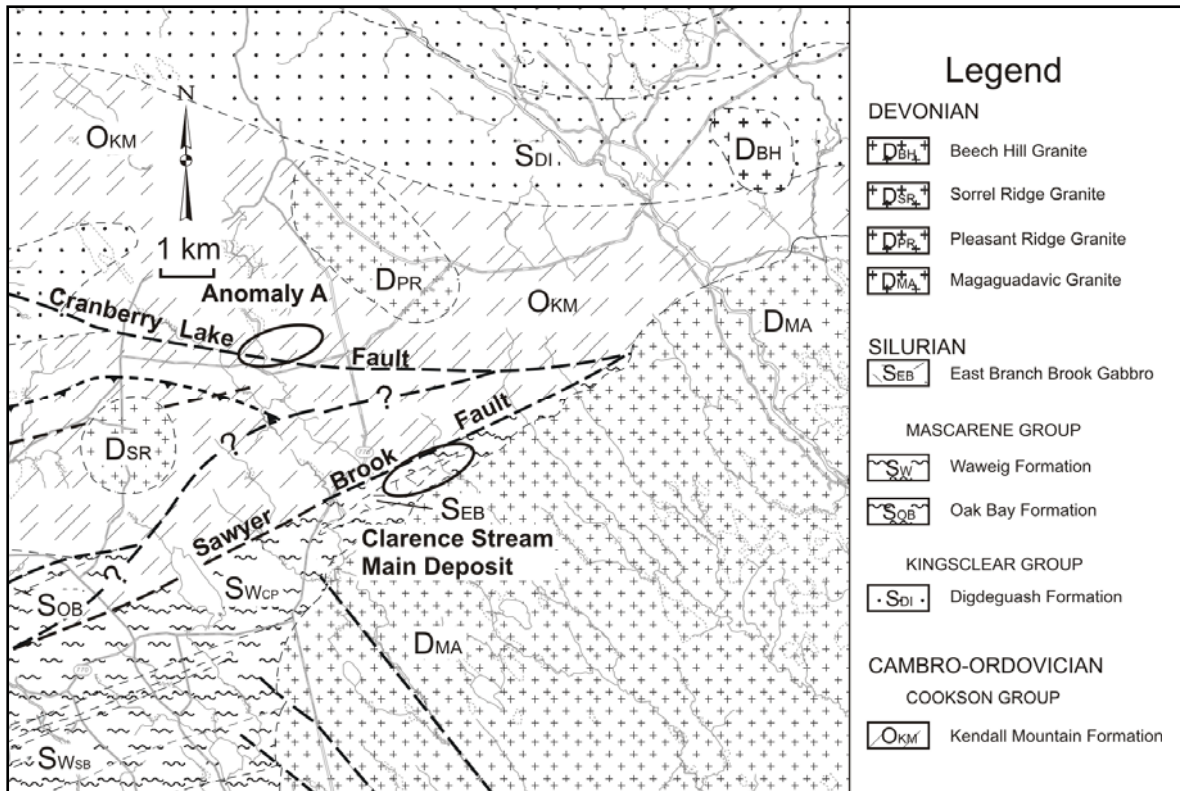 N
OKM
SDI
DBH
1 km
Anomaly A
DPR
OKM
DMA
Cranberry Lake Fault
?
?
DSR
Sawyer Brook Fault
SEB
Clarence Stream
Main Deposit
?
SOB
SWCP
DMA
770
SWSB
Legend
DEVONIAN
DBH Beech Hill Granite
DSR Sorrel Ridge Granite
DPR Pleasant Ridge Granite
DMA Magaguadavic Granite
SILURIAN
SEB East Branch Brook Gabbro
MASCARENE GROUP
SW Waweig Formation
SOB Oak Bay Formation
KINGSCLEAR GROUP
SDI Digdeguash Formation
CAMBRO-ORDOVICIAN
COOKSON GROUP
OKM Kendall Mountain Formation